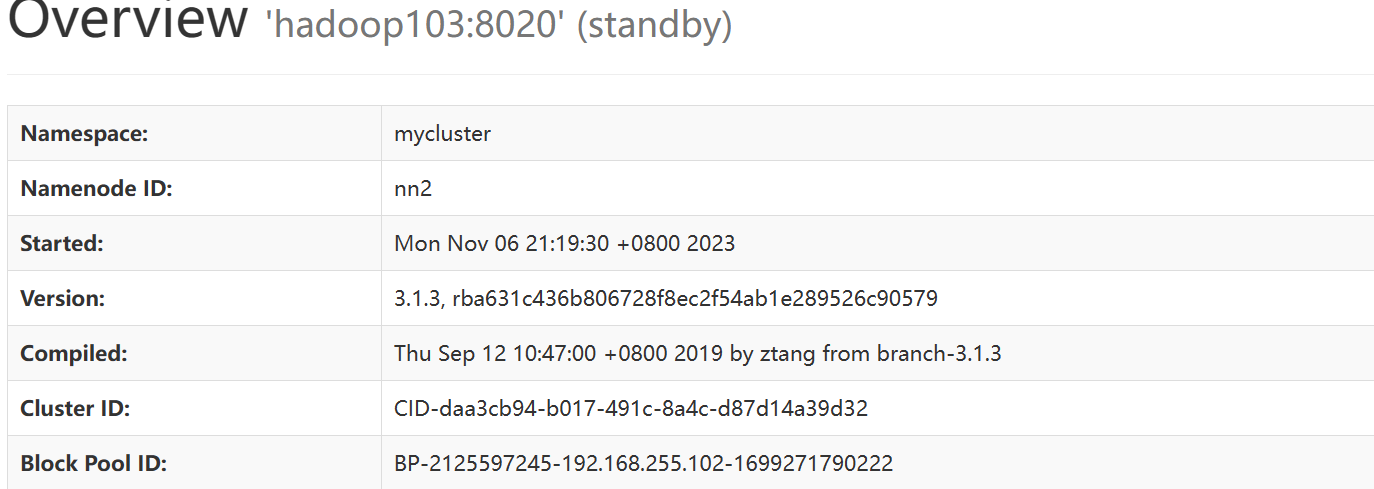 Overview 'hadoop103:8020' (standby)
Namespace: mycluster
Namenode ID: nn2
Started: Mon Nov 06 21:19:30 +0800 2023
Version: 3.1.3, rba631c436b806728f8ec2f54ab1e289526c90579
Compiled: Thu Sep 12 10:47:00 +0800 2019 by ztang from branch-3.1.3
Cluster ID: CID-daa3cb94-b017-491c-8a4c-d87d14a39d32
Block Pool ID: BP-2125597245-192.168.255.102-1699271790222